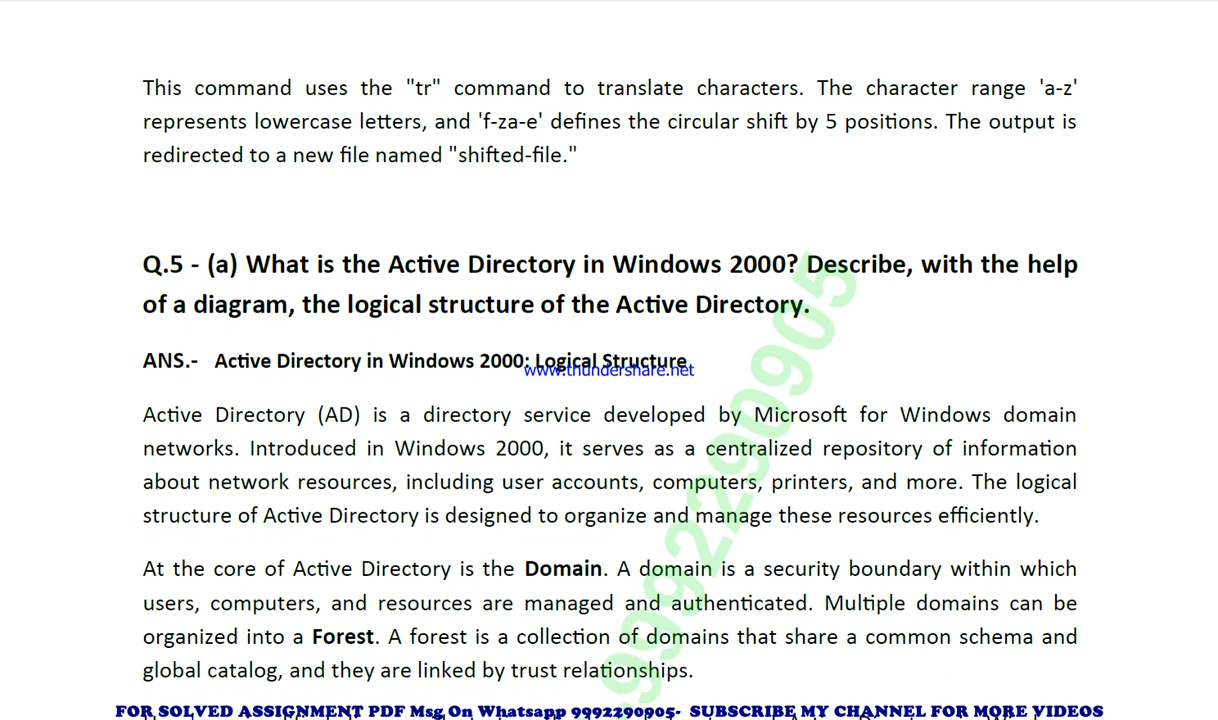 This command uses the "tr" command to translate characters. The character range 'a-z'
represents lowercase letters, and 'f-za-e' defines the circular shift by 5 positions. The output is
redirected to a new file named "shifted-file."
Q.5 - (a) What is the Active Directory in Windows 2000? Describe, with the help
of a diagram, the logical structure of the Active Directory.
ANS.- Active Directory in Windows 2000: Logical Structure
www.thundershare.net
Active Directory (AD) is a directory service developed by Microsoft for Windows domain
networks. Introduced in Windows 2000, it serves as a centralized repository of information
about network resources, including user accounts, computers, printers, and more. The logical
structure of Active Directory is designed to organize and manage these resources efficiently.
At the core of Active Directory is the Domain. A domain is a security boundary within which
users, computers, and resources are managed and authenticated. Multiple domains can be
organized into a Forest. A forest is a collection of domains that share a common schema and
global catalog, and they are linked by trust relationships.
9992290905
FOR SOLVED ASSIGNMENT PDF Msg On Whatsapp 9992290905- SUBSCRIBE MY CHANNEL FOR MORE VIDEOS